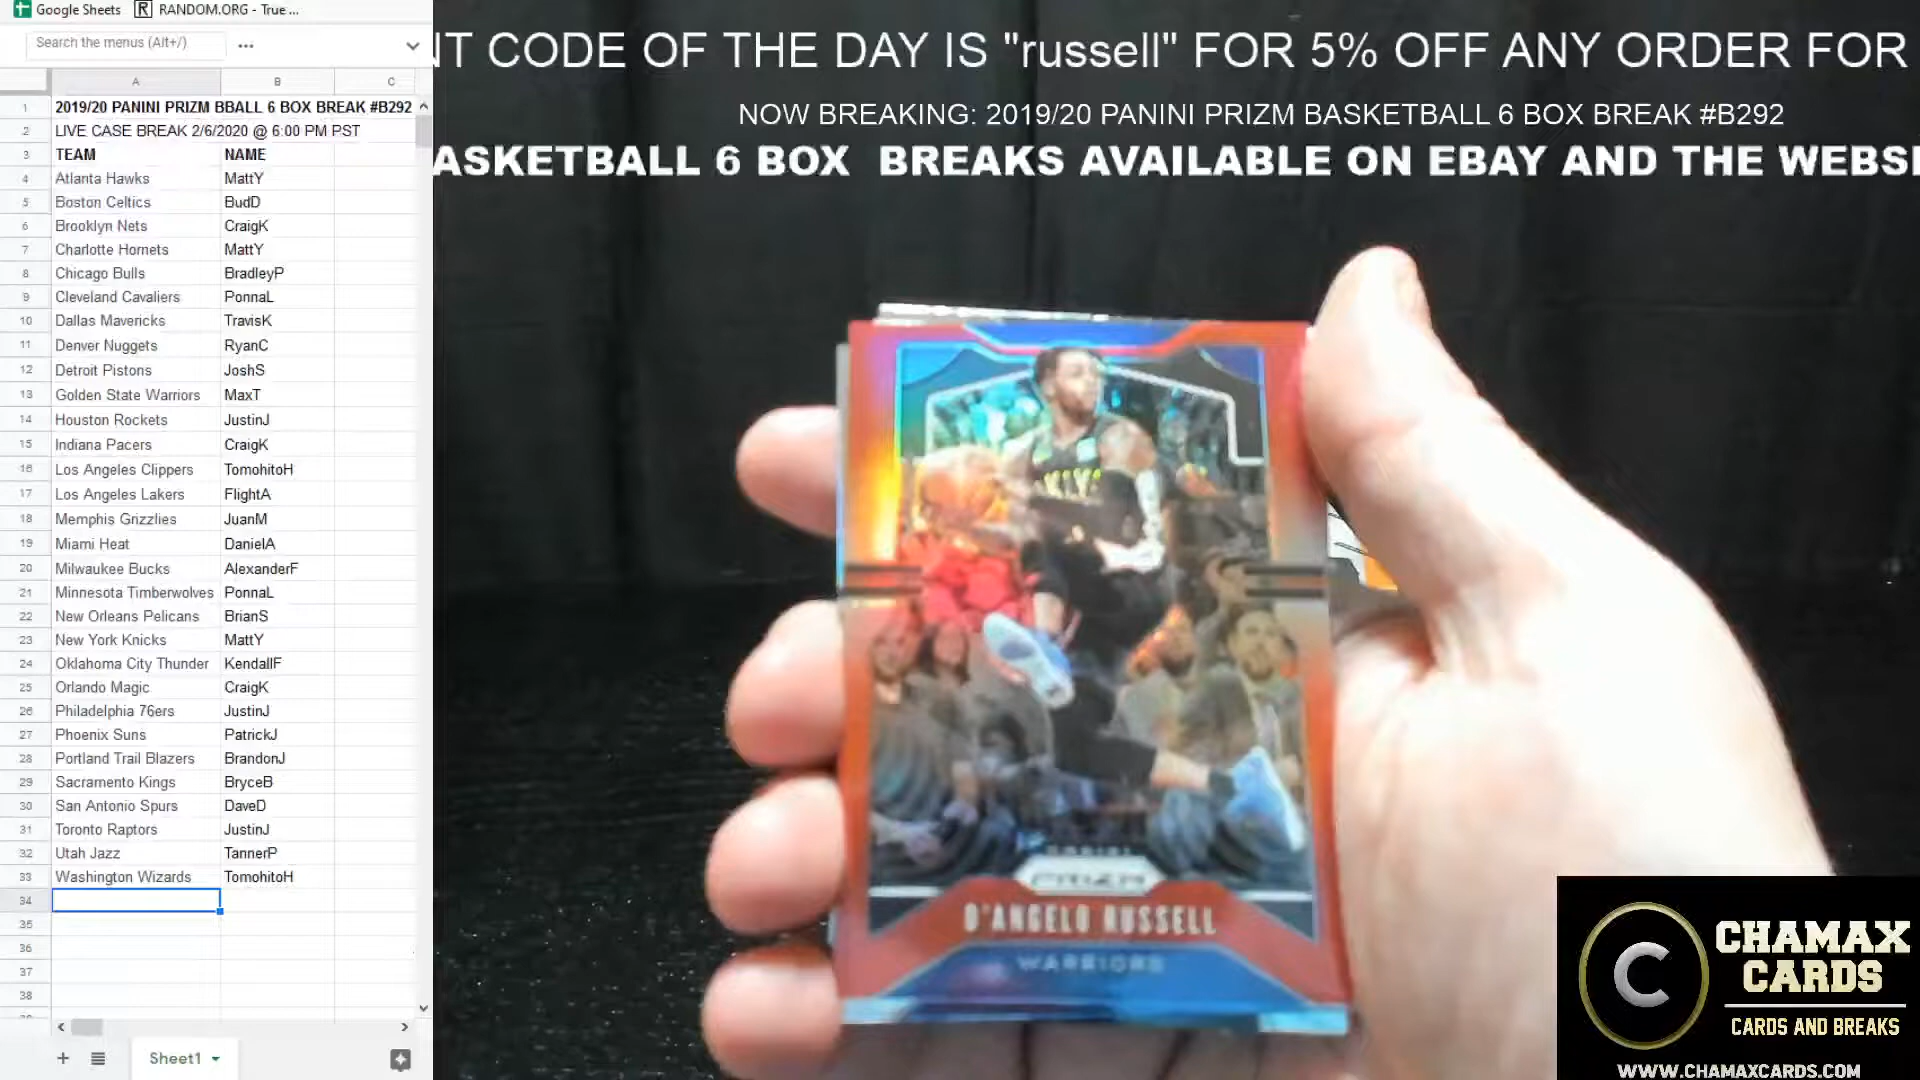 Google Sheets RANDOM.ORG - True ...
Search the menus (Alt+/)
A B C
1 2019/20 PANINI PRIZM BBALL 6 BOX BREAK #B292
2 LIVE CASE BREAK 2/6/2020 @ 6:00 PM PST
3 TEAM NAME
4 Atlanta Hawks MattY
5 Boston Celtics BudD
6 Brooklyn Nets CraigK
7 Charlotte Hornets MattY
8 Chicago Bulls BradleyP
9 Cleveland Cavaliers PonnaL
10 Dallas Mavericks TravisK
11 Denver Nuggets RyanC
12 Detroit Pistons JoshS
13 Golden State Warriors MaxT
14 Houston Rockets JustinJ
15 Indiana Pacers CraigK
16 Los Angeles Clippers TomohitoH
17 Los Angeles Lakers FlightA
18 Memphis Grizzlies JuanM
19 Miami Heat DanielA
20 Milwaukee Bucks AlexanderF
21 Minnesota Timberwolves PonnaL
22 New Orleans Pelicans BrianS
23 New York Knicks MattY
24 Oklahoma City Thunder KendallF
25 Orlando Magic CraigK
26 Philadelphia 76ers JustinJ
27 Phoenix Suns PatrickJ
28 Portland Trail Blazers BrandonJ
29 Sacramento Kings BryceB
30 San Antonio Spurs DaveD
31 Toronto Raptors JustinJ
32 Utah Jazz TannerP
33 Washington Wizards TomohitoH
34
35
36
37
38
Sheet1
NT CODE OF THE DAY IS "russell" FOR 5% OFF ANY ORDER FOR
NOW BREAKING: 2019/20 PANINI PRIZM BASKETBALL 6 BOX BREAK #B292
ASKETBALL 6 BOX BREAKS AVAILABLE ON EBAY AND THE WEBSI
PANINI
PRIZM
D'ANGELO RUSSELL
WARRIORS
C
CHAMAX
CARDS
CARDS AND BREAKS
WWW.CHAMAXCARDS.COM